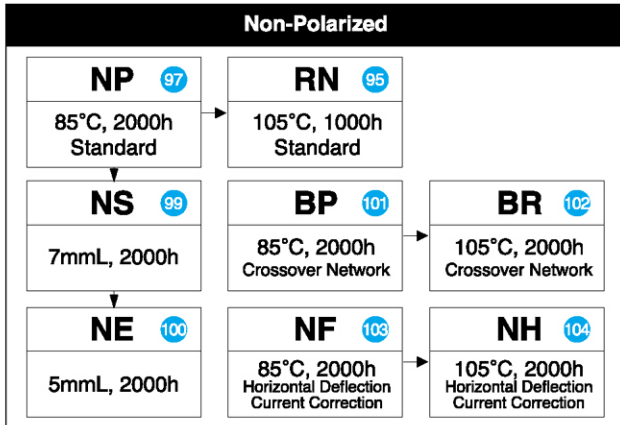 Non-Polarized
NP 97
85°C, 2000h
Standard
RN 95
105°C, 1000h
Standard
NS 99
7mmL, 2000h
BP 101
85°C, 2000h
Crossover Network
BR 102
105°C, 2000h
Crossover Network
NE 100
5mmL, 2000h
NF 103
85°C, 2000h
Horizontal Deflection
Current Correction
NH 104
105°C, 2000h
Horizontal Deflection
Current Correction